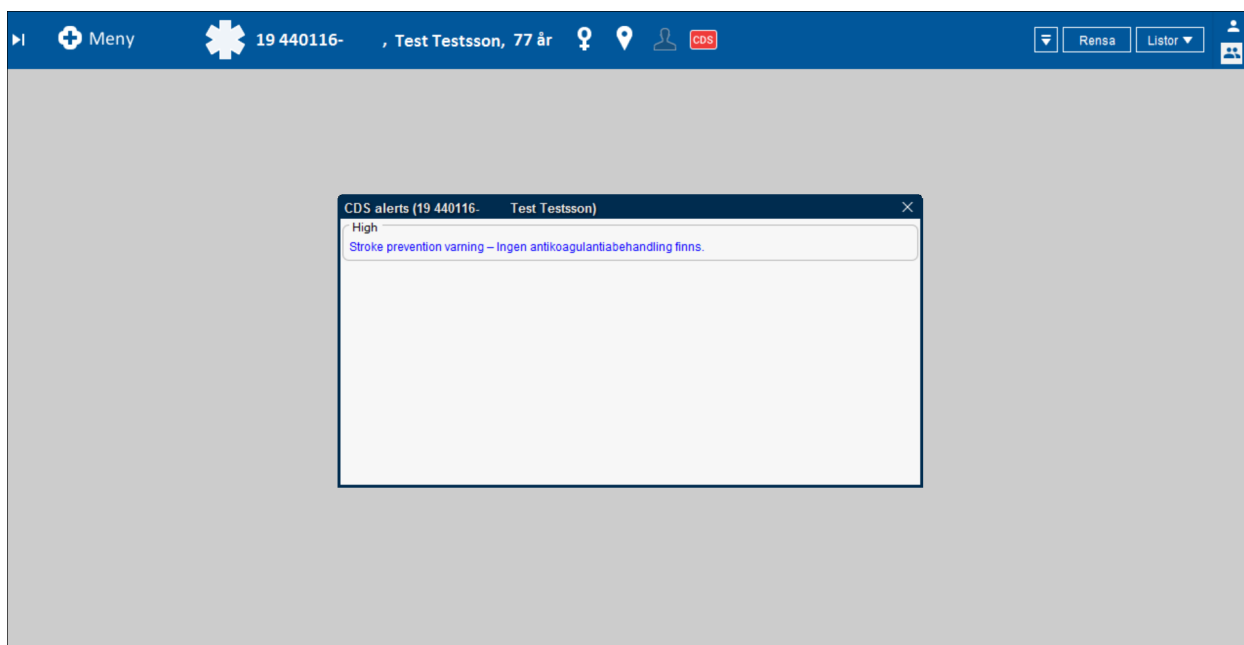 Meny
19 440116- , Test Testsson, 77 år
CDS
Rensa
Listor
CDS alerts (19 440116- Test Testsson)
High
Stroke prevention varning – Ingen antikoagulantiabehandling finns.